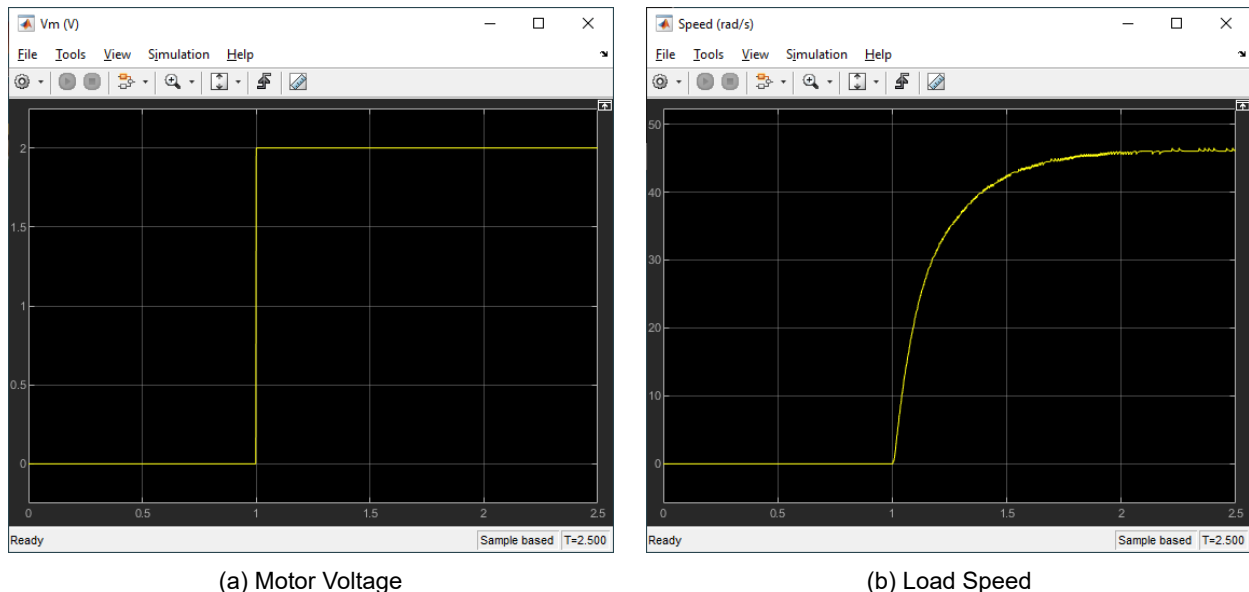 Vm (V)
File Tools View Simulation Help
2
1.5
1
0.5
0
0 0.5 1 1.5 2 2.5
Ready Sample based T=2.500
(a) Motor Voltage
Speed (rad/s)
File Tools View Simulation Help
50
40
30
20
10
0
0 0.5 1 1.5 2 2.5
Ready Sample based T=2.500
(b) Load Speed